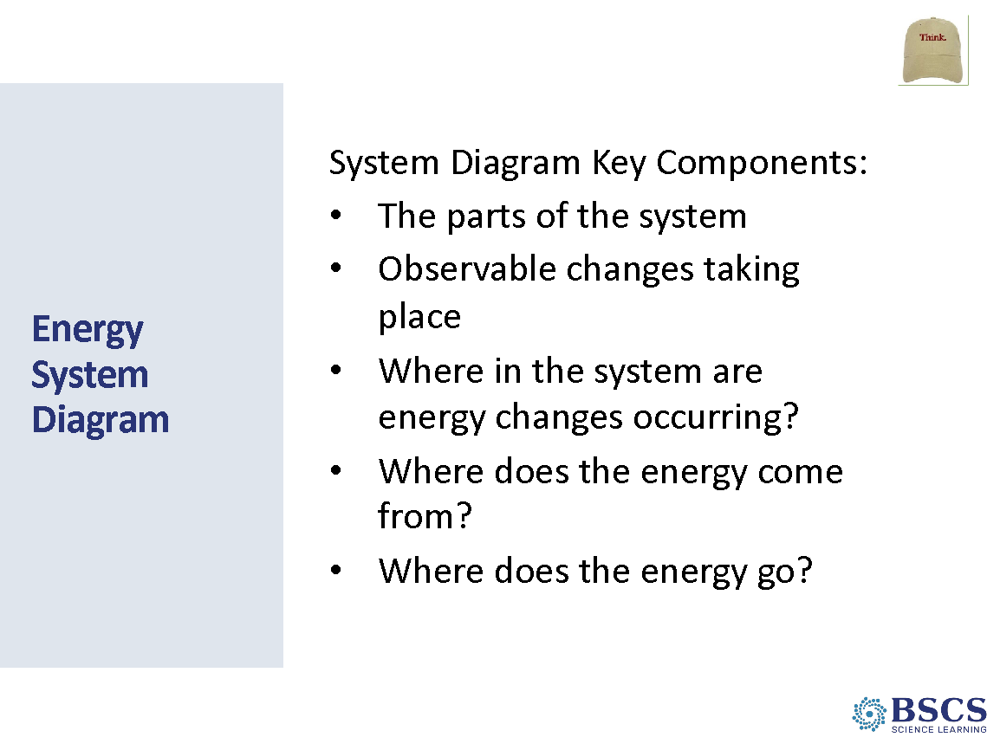 Think.
Energy
System
Diagram
System Diagram Key Components:
• The parts of the system
• Observable changes taking
place
• Where in the system are
energy changes occurring?
• Where does the energy come
from?
• Where does the energy go?
BSCS
SCIENCE LEARNING